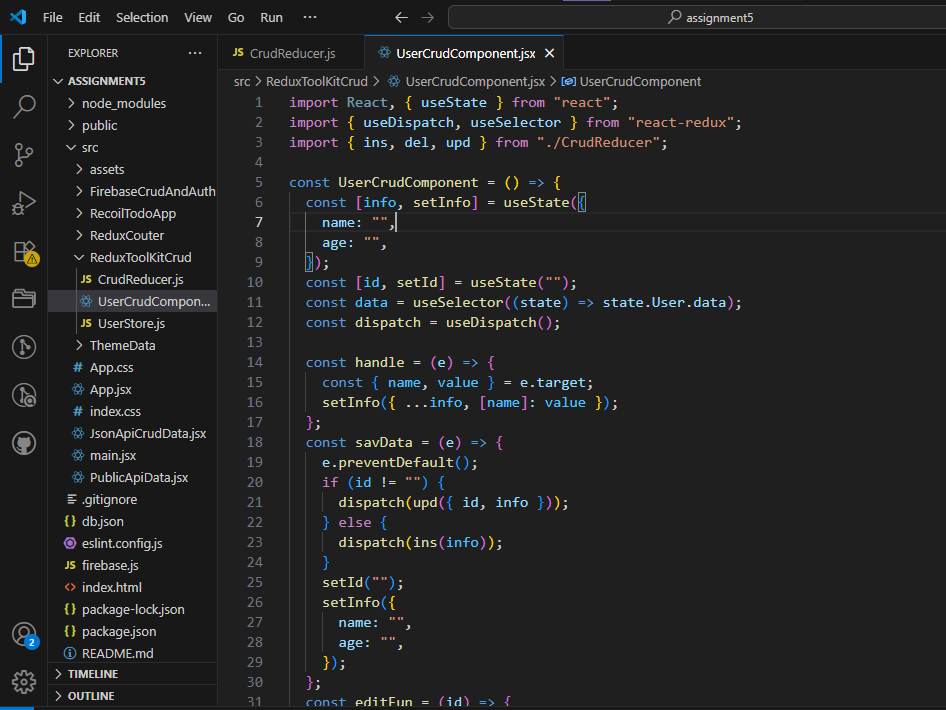 File Edit Selection View Go Run ··· ← → assignment5
EXPLORER ···
ASSIGNMENT5
node_modules
public
src
assets
FirebaseCrudAndAuth
RecoilTodoApp
ReduxCouter
ReduxToolKitCrud
JS CrudReducer.js
UserCrudCompon...
JS UserStore.js
ThemeData
# App.css
App.jsx
# index.css
JsonApiCrudData.jsx
main.jsx
PublicApiData.jsx
.gitignore
{} db.json
eslint.config.js
JS firebase.js
<> index.html
{} package-lock.json
{} package.json
README.md
TIMELINE
OUTLINE
2
JS CrudReducer.js UserCrudComponent.jsx ×
src > ReduxToolKitCrud > UserCrudComponent.jsx > UserCrudComponent
1 import React, { useState } from "react";
2 import { useDispatch, useSelector } from "react-redux";
3 import { ins, del, upd } from "./CrudReducer";
4
5 const UserCrudComponent = () => {
6   const [info, setInfo] = useState({
7     name: "",
8     age: "",
9   });
10   const [id, setId] = useState("");
11   const data = useSelector((state) => state.User.data);
12   const dispatch = useDispatch();
13
14   const handle = (e) => {
15     const { name, value } = e.target;
16     setInfo({ ...info, [name]: value });
17   };
18   const savData = (e) => {
19     e.preventDefault();
20     if (id != "") {
21       dispatch(upd({ id, info }));
22     } else {
23       dispatch(ins(info));
24     }
25     setId("");
26     setInfo({
27       name: "",
28       age: "",
29     });
30   };
31   const editFun = (id) => {